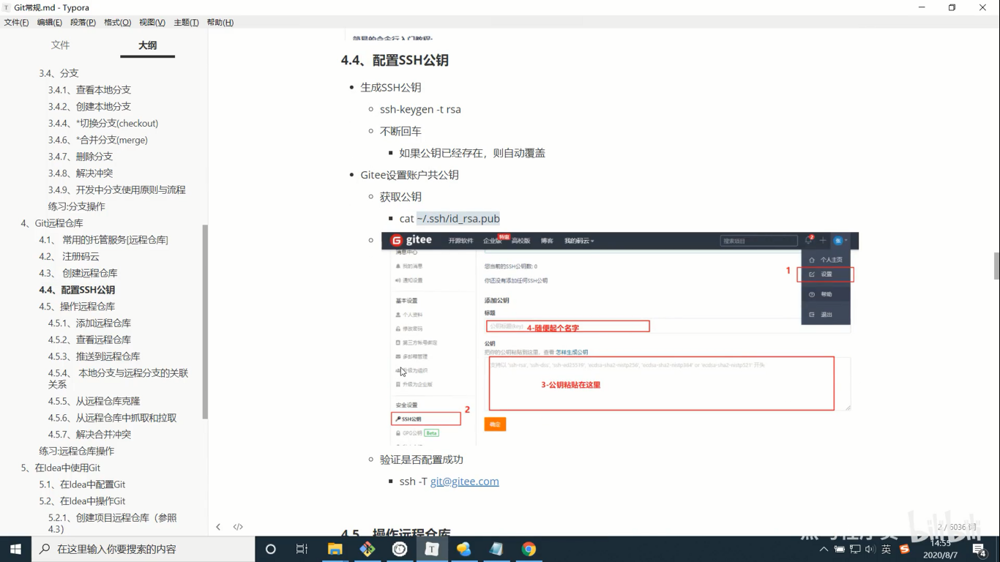 Git常规.md - Typora
文件(F) 编辑(E) 段落(P) 格式(O) 视图(V) 主题(T) 帮助(H)
文件 大纲
3.4、分支
3.4.1、查看本地分支
3.4.2、创建本地分支
3.4.4、*切换分支(checkout)
3.4.6、*合并分支(merge)
3.4.7、删除分支
3.4.8、解决冲突
3.4.9、开发中分支使用原则与流程
练习:分支操作
4、Git远程仓库
4.1、 常用的托管服务[远程仓库]
4.2、 注册码云
4.3、 创建远程仓库
4.4、配置SSH公钥
4.5、操作远程仓库
4.5.1、添加远程仓库
4.5.2、查看远程仓库
4.5.3、推送到远程仓库
4.5.4、 本地分支与远程分支的关联
关系
4.5.5、从远程仓库克隆
4.5.6、从远程仓库中抓取和拉取
4.5.7、解决合并冲突
练习:远程仓库操作
5、在Idea中使用Git
5.1、在Idea中配置Git
5.2、在Idea中操作Git
5.2.1、创建项目远程仓库（参照
4.3）
简易的命令行入门教程:
4.4、配置SSH公钥
生成SSH公钥
ssh-keygen -t rsa
不断回车
如果公钥已经存在，则自动覆盖
Gitee设置账户共公钥
获取公钥
cat ~/.ssh/id_rsa.pub
gitee 开源软件 企业版 特惠 高校版 博客 我的码云 搜索项目 2
消息中心
我的消息
通知设置
基本设置
个人资料
修改密码
第三方帐号绑定
多邮箱管理
升级为组织
升级为企业版
安全设置
SSH公钥 2
GPG公钥 Beta
您当前的SSH公钥数: 0
你还没有添加任何SSH公钥
添加公钥
标题
公钥标题(key) 4-随便起个名字
公钥
把你的公钥粘贴到这里，查看 怎样生成公钥
支持以 'ssh-rsa', 'ssh-dss', 'ssh-ed25519', 'ecdsa-sha2-nistp256', 'ecdsa-sha2-nistp384' or 'ecdsa-sha2-nistp521' 开头
3-公钥粘贴在这里
确定
个人主页
1 设置
帮助
退出
验证是否配置成功
ssh -T git@gitee.com
4.5、操作远程仓库
2 / 6036 词
bilibili
在这里输入你要搜索的内容
英
14:55
2020/8/7
4